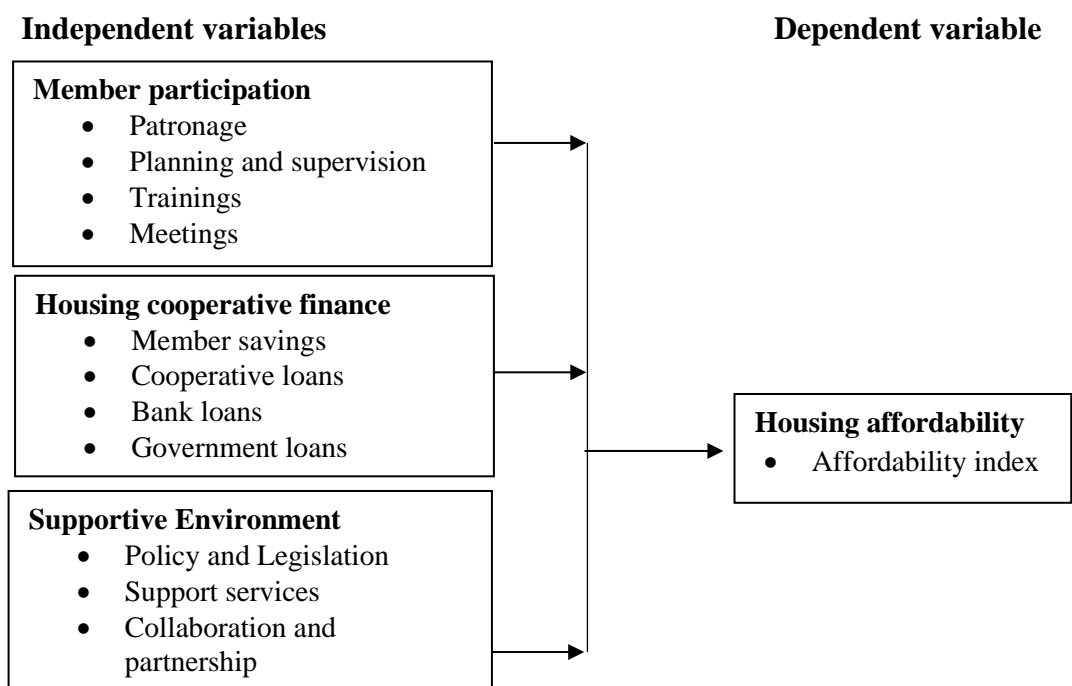 Independent variables
Dependent variable
Member participation
• Patronage
• Planning and supervision
• Trainings
• Meetings
Housing cooperative finance
• Member savings
• Cooperative loans
• Bank loans
• Government loans
Housing affordability
• Affordability index
Supportive Environment
• Policy and Legislation
• Support services
• Collaboration and
partnership